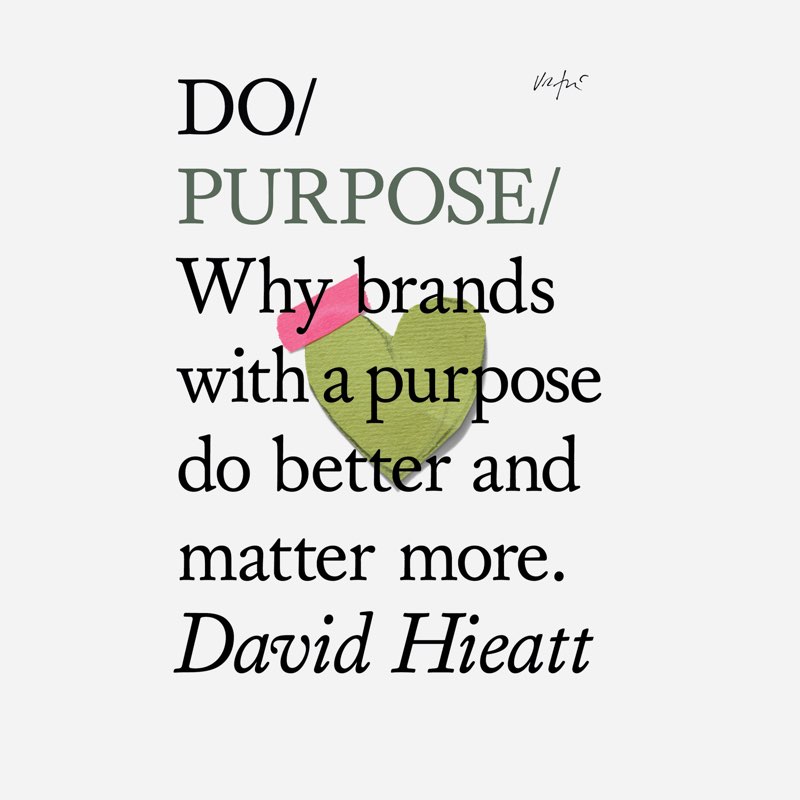 DO/
PURPOSE/
Why brands
with a purpose
do better and
matter more.
David Hieatt